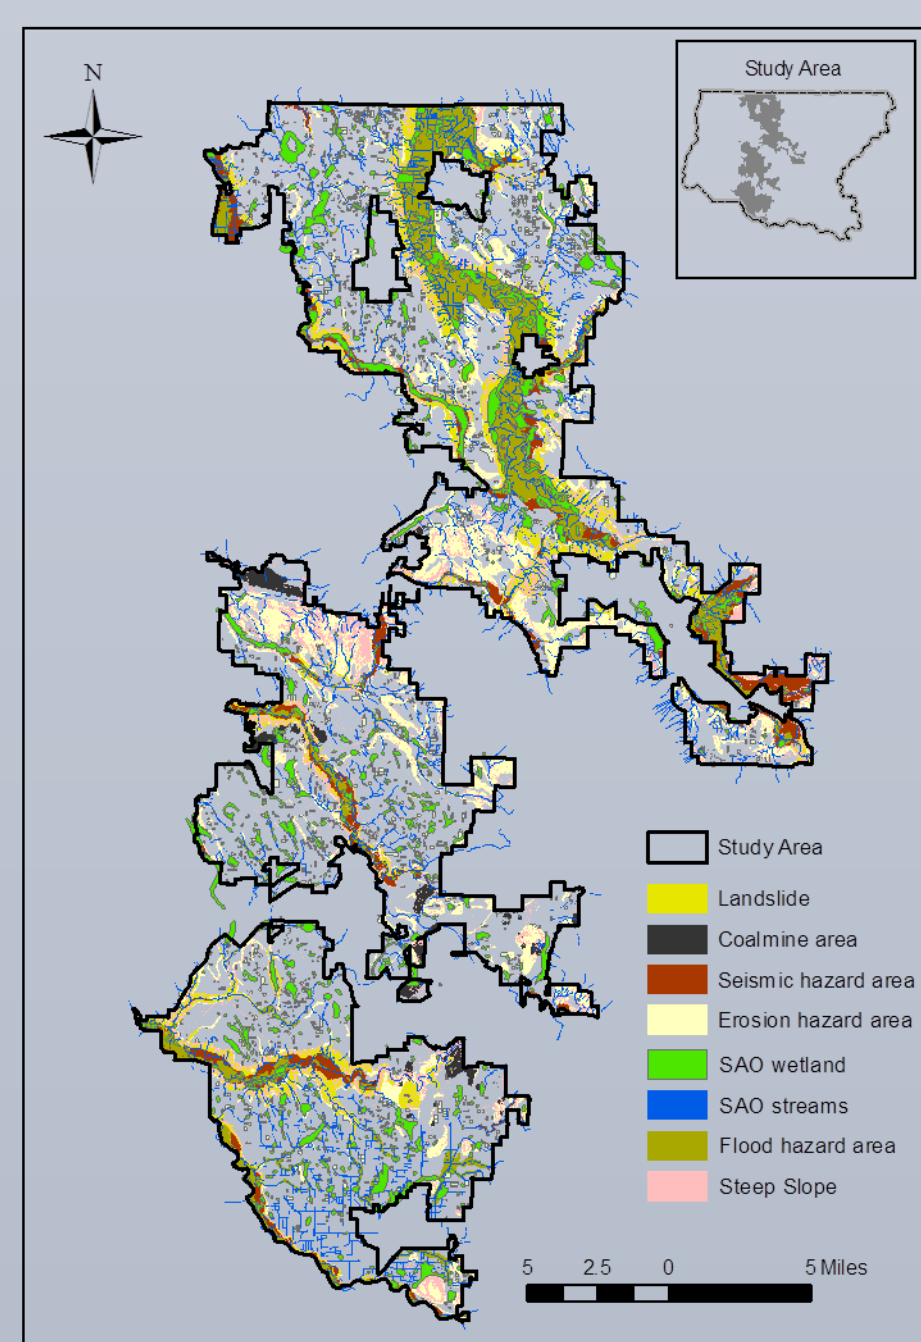 N
Study Area
Study Area
Landslide
Coalmine area
Seismic hazard area
Erosion hazard area
SAO wetland
SAO streams
Flood hazard area
Steep Slope
5 2.5 0 5 Miles